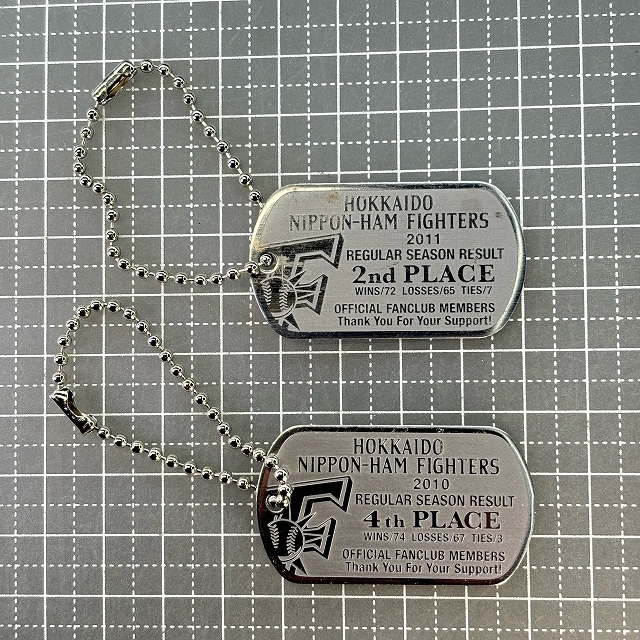 HOKKAIDO
NIPPON-HAM FIGHTERS
2011
REGULAR SEASON RESULT
2nd PLACE
WINS/72 LOSSES/65 TIES/7
OFFICIAL FANCLUB MEMBERS
Thank You For Your Support!
HOKKAIDO
NIPPON-HAM FIGHTERS
2010
REGULAR SEASON RESULT
4th PLACE
WINS/74 LOSSES/67 TIES/3
OFFICIAL FANCLUB MEMBERS
Thank You For Your Support!